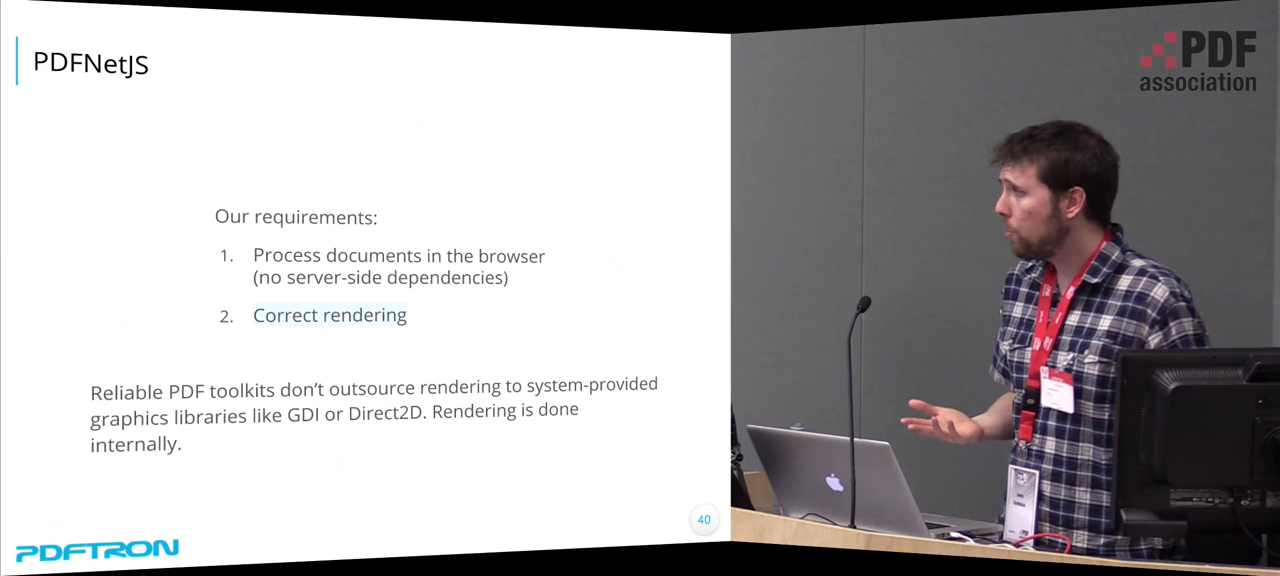 PDFNetJS
Our requirements:
1. Process documents in the browser
(no server-side dependencies)
2. Correct rendering
Reliable PDF toolkits don't outsource rendering to system-provided
graphics libraries like GDI or Direct2D. Rendering is done
internally.
40
PDFTRON
PDF
association